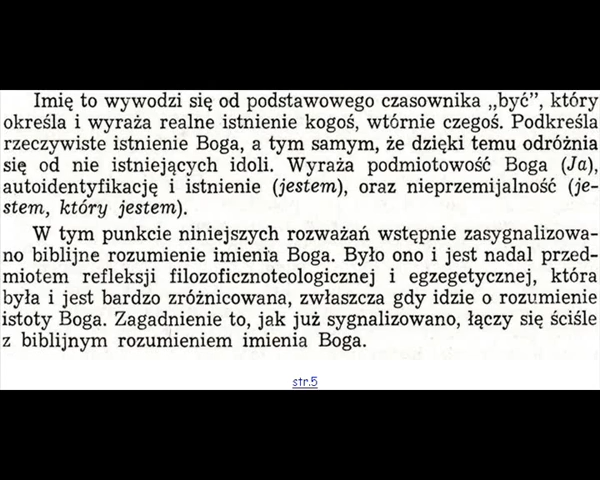 Imię to wywodzi się od podstawowego czasownika „być”, który
określa i wyraża realne istnienie kogoś, wtórnie czegoś. Podkreśla
rzeczywiste istnienie Boga, a tym samym, że dzięki temu odróżnia
się od nie istniejących idoli. Wyraża podmiotowość Boga (Ja),
autoidentyfikację i istnienie (jestem), oraz nieprzemijalność (je-
stem, który jestem).
W tym punkcie niniejszych rozważań wstępnie zasygnalizowa-
no biblijne rozumienie imienia Boga. Było ono i jest nadal przed-
miotem refleksji filozoficznoteologicznej i egzegetycznej, która
była i jest bardzo zróżnicowana, zwłaszcza gdy idzie o rozumienie
istoty Boga. Zagadnienie to, jak już sygnalizowano, łączy się ściśle
z biblijnym rozumieniem imienia Boga.
str.5